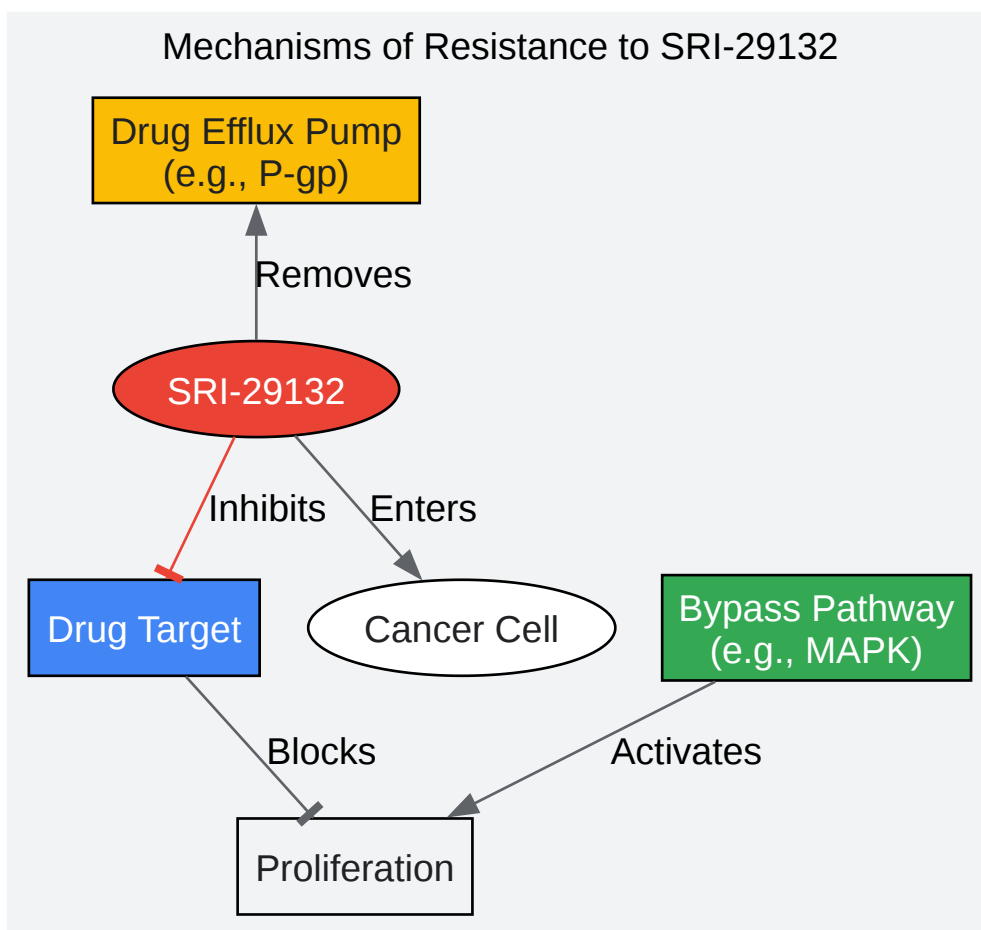 Mechanisms of Resistance to SRI-29132
Drug Efflux Pump
(e.g., P-gp)
Removes
SRI-29132
Inhibits
Enters
Drug Target
Cancer Cell
Bypass Pathway
(e.g., MAPK)
Blocks
Activates
Proliferation